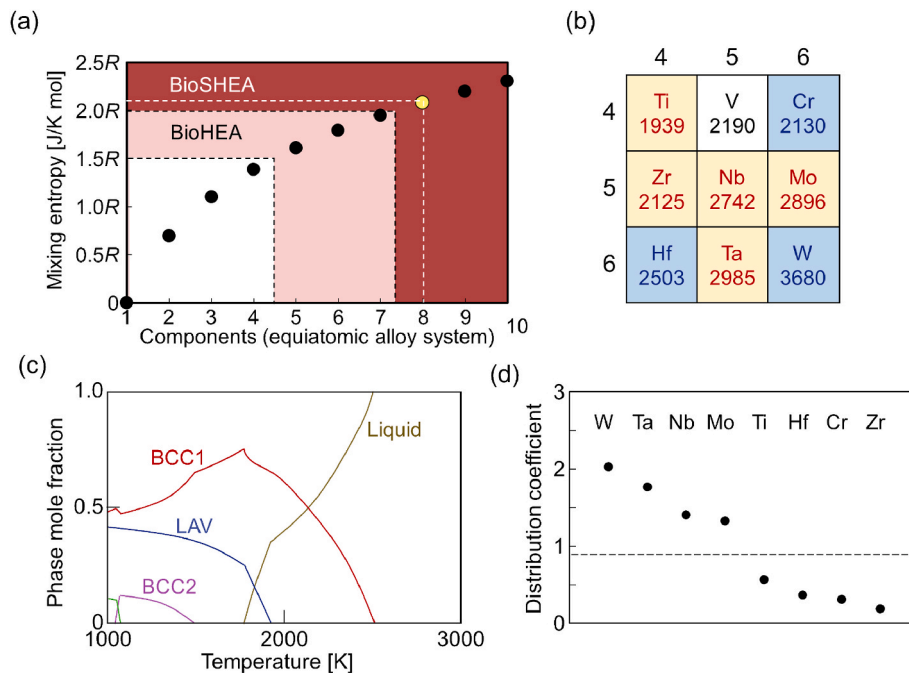 (a)
Mixing entropy [J/K mol]
2.5R
2.0R
1.5R
1.0R
0.5R
0
BioSHEA
BioHEA
1 2 3 4 5 6 7 8 9 10
Components (equiatomic alloy system)
(b)
4 5 6
4
Ti V Cr
1939 2190 2130
5
Zr Nb Mo
2125 2742 2896
6
Hf Ta W
2503 2985 3680
(c)
Phase mole fraction
1.0
0.5
0
BCC1
Liquid
LAV
BCC2
1000 2000 3000
Temperature [K]
(d)
Distribution coefficient
3
2
1
0
W Ta Nb Mo Ti Hf Cr Zr